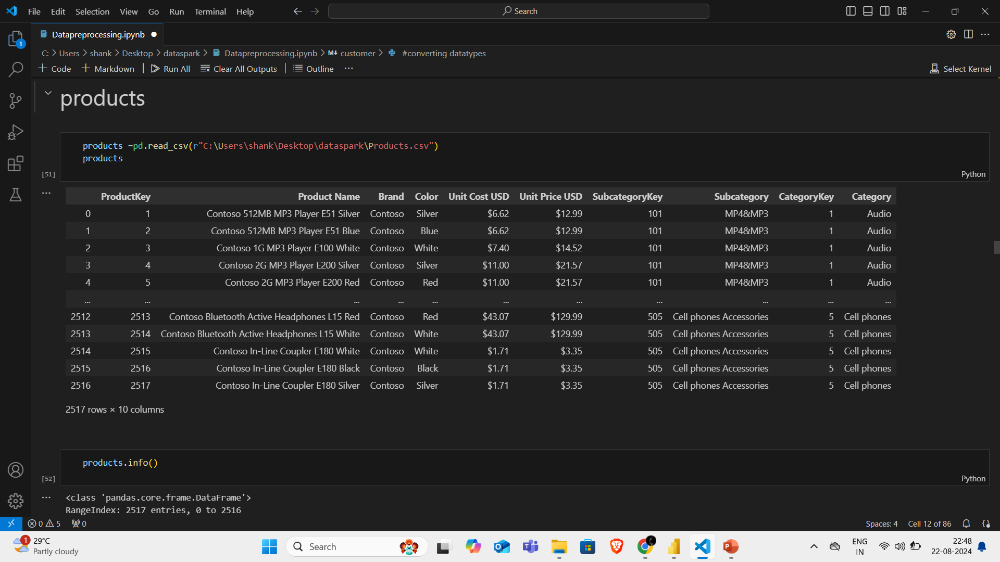 File Edit Selection View Go Run Terminal Help Search
Datapreprocessing.ipynb
1
C: > Users > shank > Desktop > dataspark > Datapreprocessing.ipynb > M↓ customer > #converting datatypes
+ Code + Markdown | Run All Clear All Outputs | Outline ... Select Kernel
products
products =pd.read_csv(r"C:\Users\shank\Desktop\dataspark\Products.csv")
products
[51] Python
... ProductKey Product Name Brand Color Unit Cost USD Unit Price USD SubcategoryKey Subcategory CategoryKey Category
0 1 Contoso 512MB MP3 Player E51 Silver Contoso Silver $6.62 $12.99 101 MP4&MP3 1 Audio
1 2 Contoso 512MB MP3 Player E51 Blue Contoso Blue $6.62 $12.99 101 MP4&MP3 1 Audio
2 3 Contoso 1G MP3 Player E100 White Contoso White $7.40 $14.52 101 MP4&MP3 1 Audio
3 4 Contoso 2G MP3 Player E200 Silver Contoso Silver $11.00 $21.57 101 MP4&MP3 1 Audio
4 5 Contoso 2G MP3 Player E200 Red Contoso Red $11.00 $21.57 101 MP4&MP3 1 Audio
... ... ... ... ... ... ... ... ... ... ...
2512 2513 Contoso Bluetooth Active Headphones L15 Red Contoso Red $43.07 $129.99 505 Cell phones Accessories 5 Cell phones
2513 2514 Contoso Bluetooth Active Headphones L15 White Contoso White $43.07 $129.99 505 Cell phones Accessories 5 Cell phones
2514 2515 Contoso In-Line Coupler E180 White Contoso White $1.71 $3.35 505 Cell phones Accessories 5 Cell phones
2515 2516 Contoso In-Line Coupler E180 Black Contoso Black $1.71 $3.35 505 Cell phones Accessories 5 Cell phones
2516 2517 Contoso In-Line Coupler E180 Silver Contoso Silver $1.71 $3.35 505 Cell phones Accessories 5 Cell phones
2517 rows × 10 columns
products.info()
[52] Python
... <class 'pandas.core.frame.DataFrame'>
RangeIndex: 2517 entries, 0 to 2516
0 5 0 Spaces: 4 Cell 12 of 86
1 29°C
Partly cloudy
Search
ENG
IN
22:48
22-08-2024